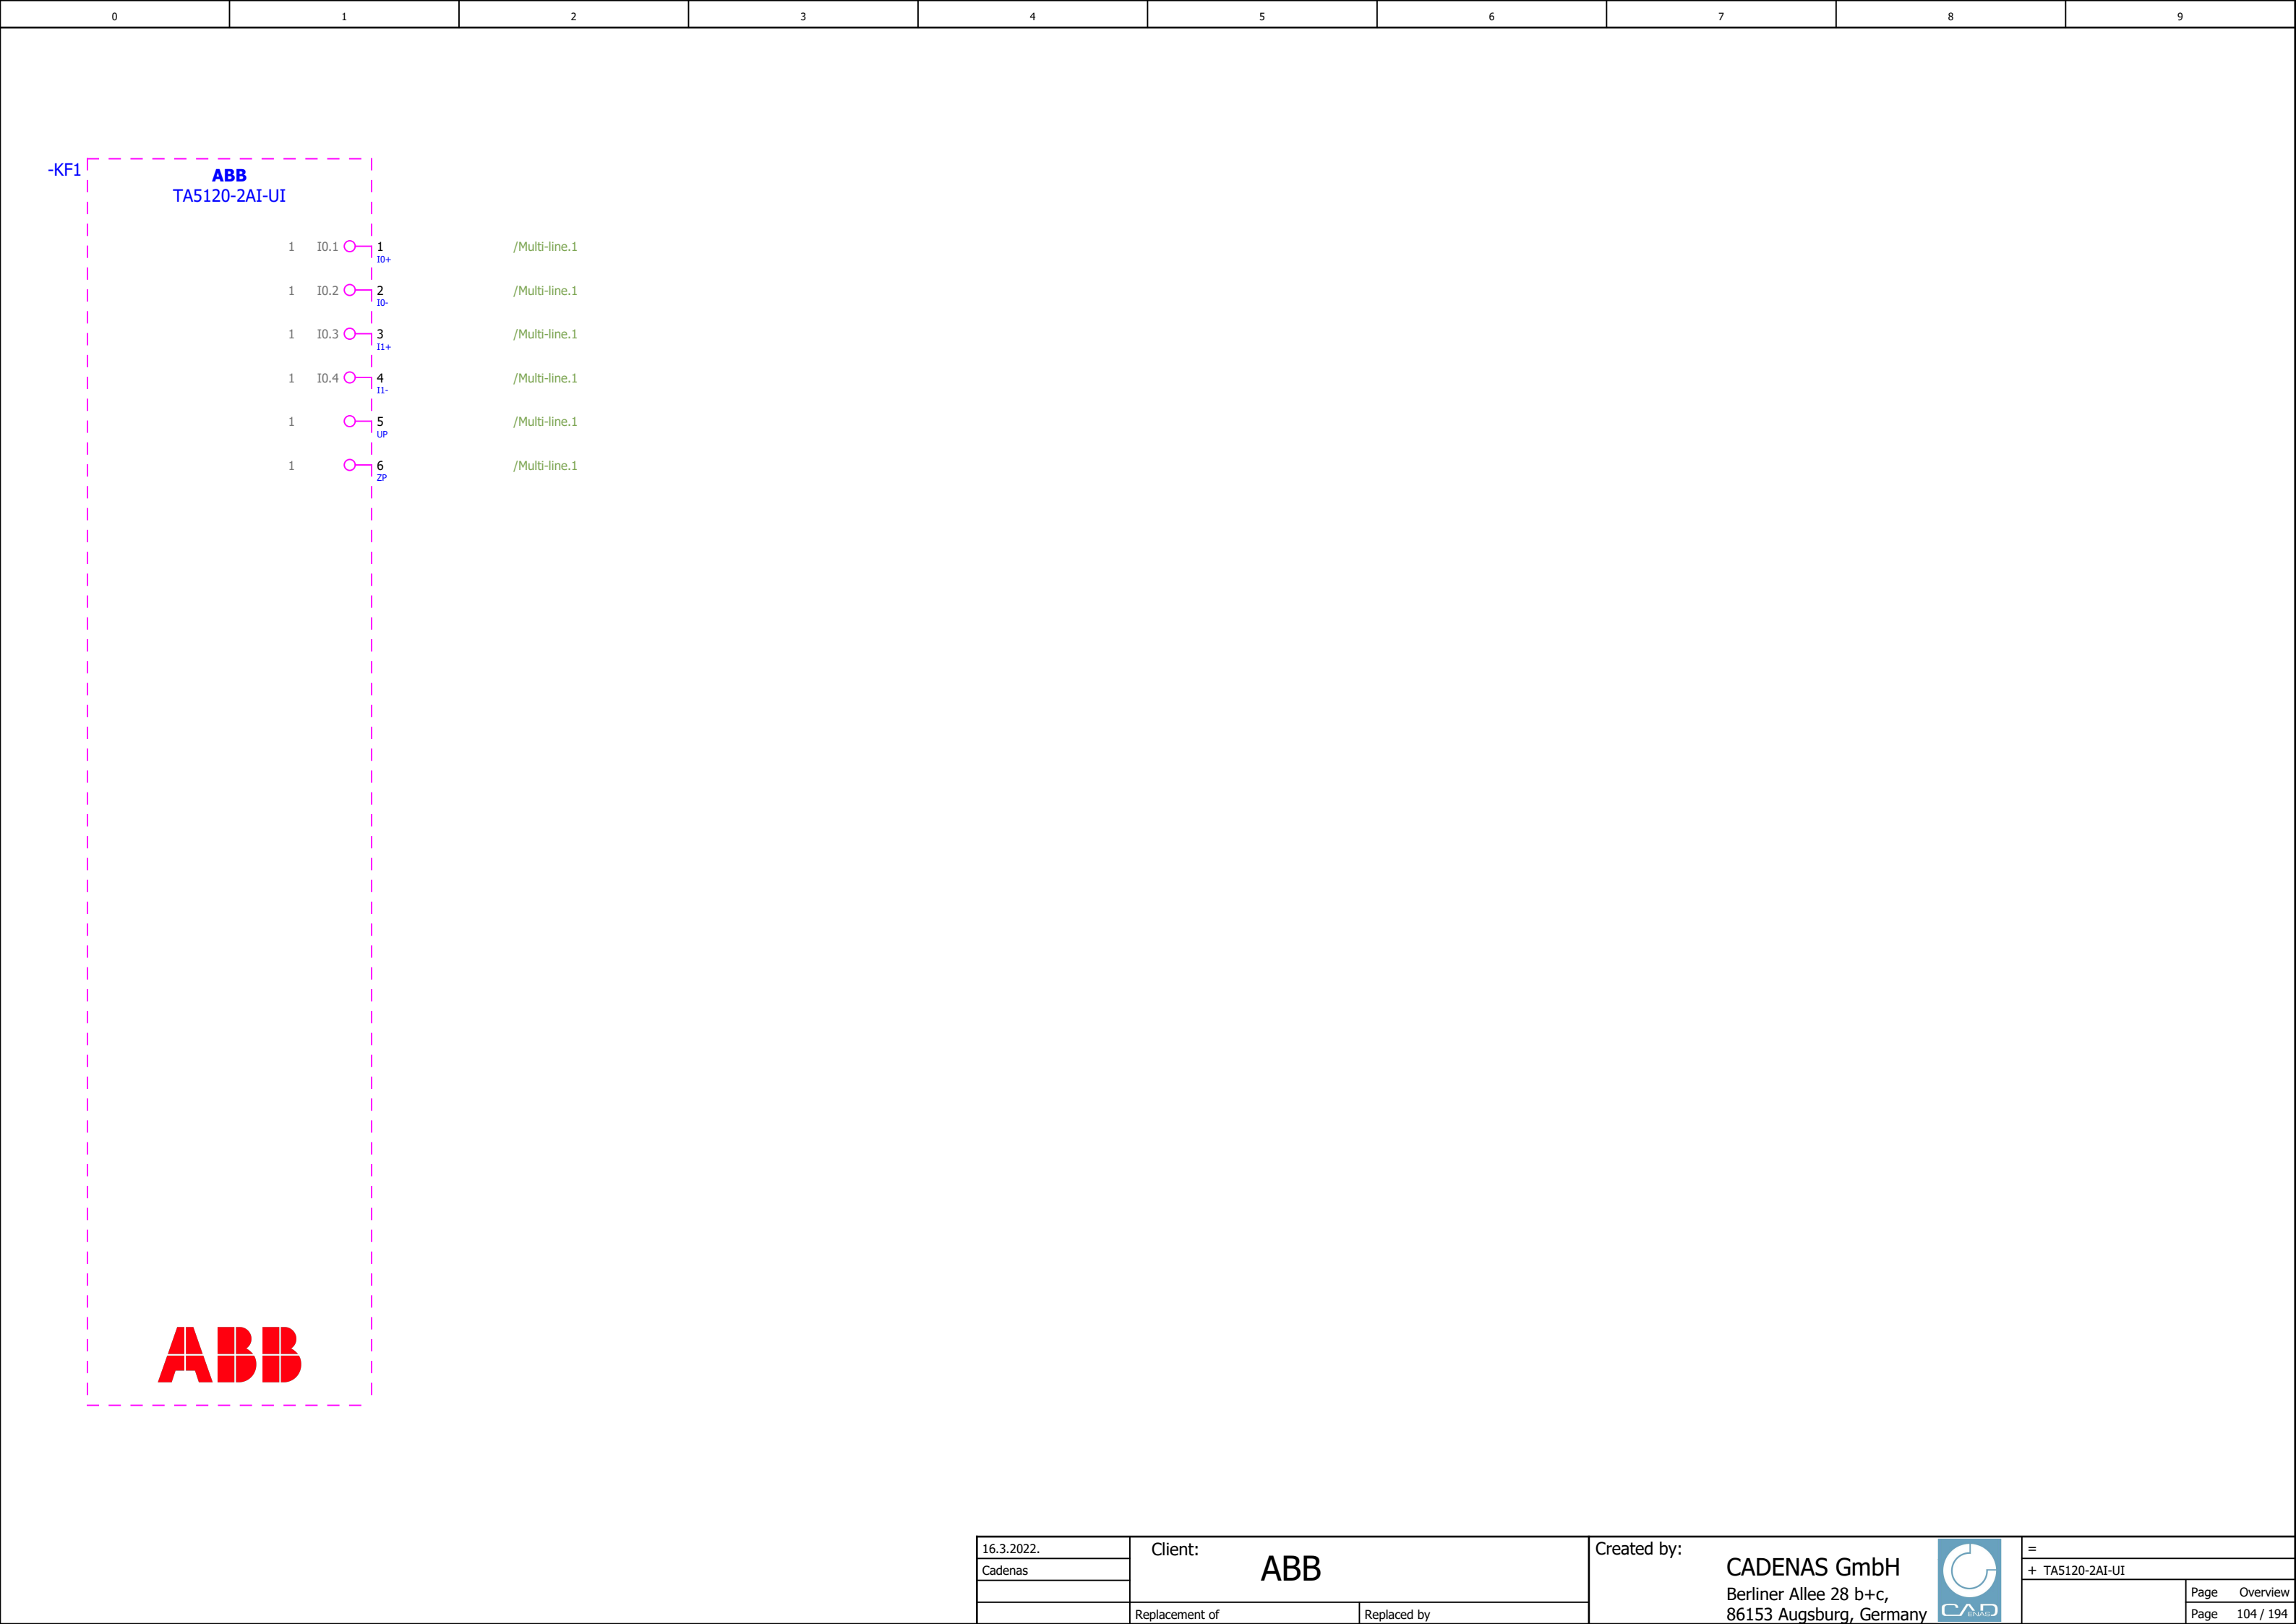 0 1 2 3 4 5 6 7 8 9
-KF1
ABB
TA5120-2AI-UI
1 I0.1 1 /Multi-line.1
I0+
1 I0.2 2 /Multi-line.1
I0-
1 I0.3 3 /Multi-line.1
I1+
1 I0.4 4 /Multi-line.1
I1-
1 5 /Multi-line.1
UP
1 6 /Multi-line.1
ZP
ABB
16.3.2022.
Cadenas
Client:
ABB
Replacement of
Replaced by
Created by:
CADENAS GmbH
Berliner Allee 28 b+c,
86153 Augsburg, Germany
CADENAS
=
+ TA5120-2AI-UI
Page Overview
Page 104 / 194